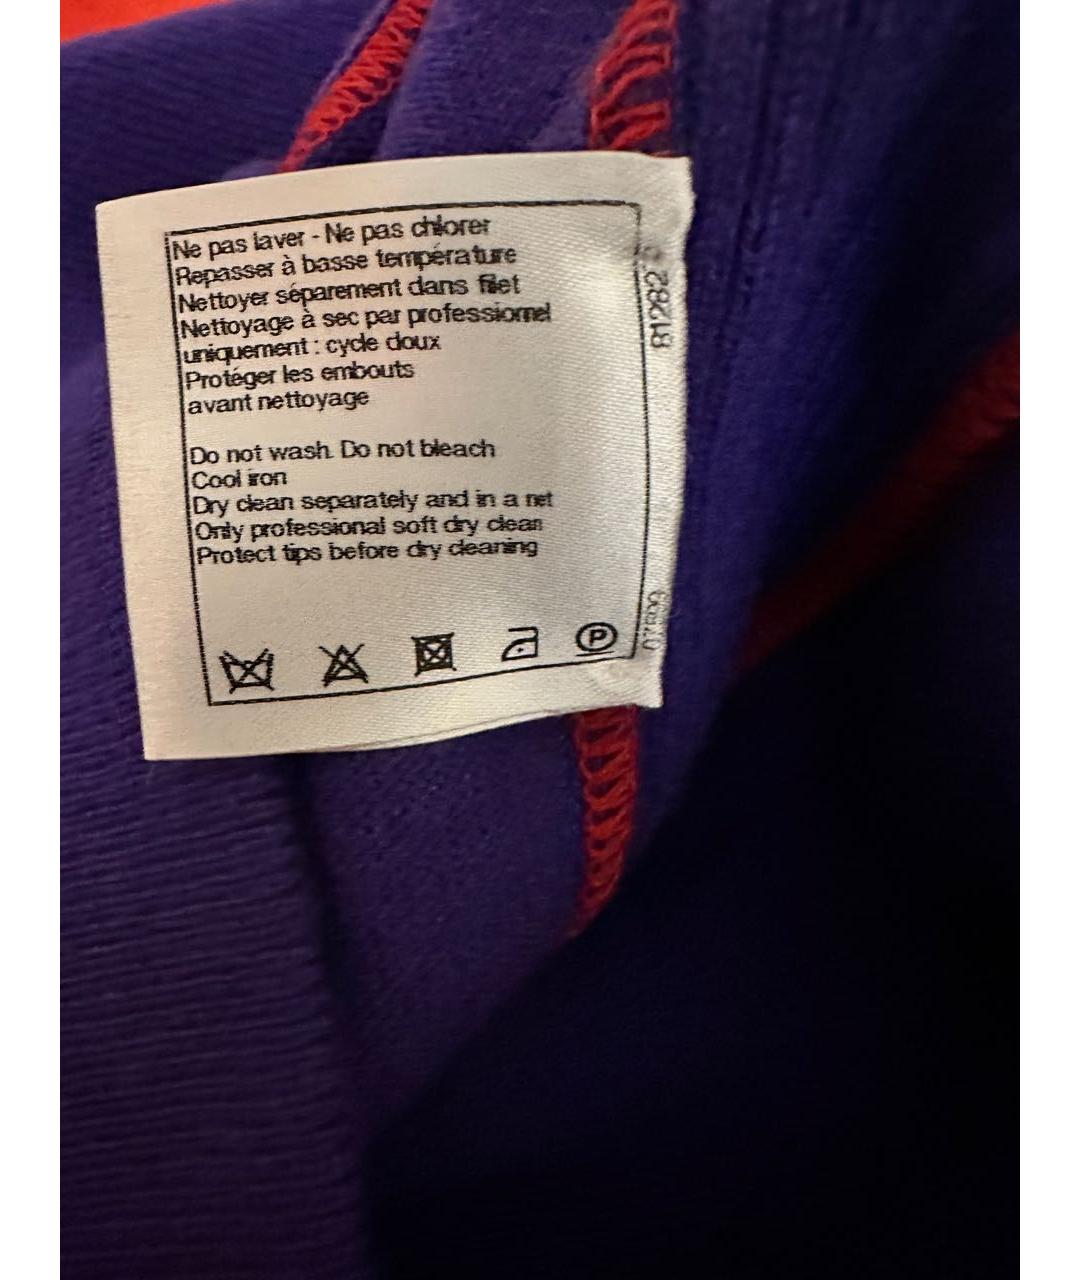 Ne pas laver - Ne pas chlorer
Repasser à basse température
Nettoyer séparement dans filet
Nettoyage à sec par professionnel
uniquement : cycle doux
Protéger les embouts
avant nettoyage
Do not wash. Do not bleach
Cool iron
Dry clean separately and in a net
Only professional soft dry clean
Protect tips before dry cleaning
P
81282